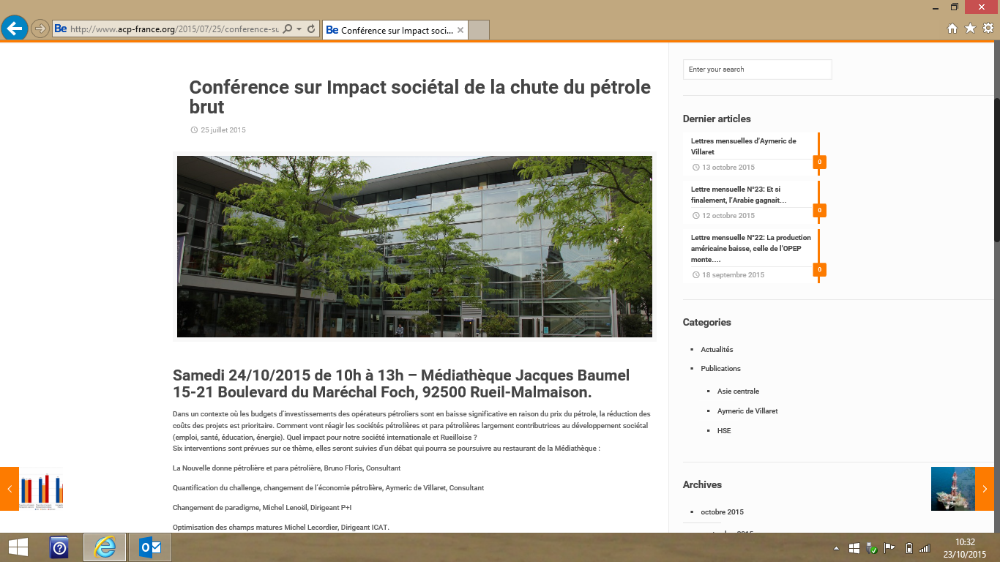 Be http://www.acp-france.org/2015/07/25/conference-su
Be Conférence sur Impact soci...
Conférence sur Impact sociétal de la chute du pétrole
brut
25 juillet 2015
Samedi 24/10/2015 de 10h à 13h – Médiathèque Jacques Baumel
15-21 Boulevard du Maréchal Foch, 92500 Rueil-Malmaison.
Dans un contexte où les budgets d'investissements des opérateurs pétroliers sont en baisse significative en raison du prix du pétrole, la réduction des
coûts des projets est prioritaire. Comment vont réagir les sociétés pétrolières et para pétrolières largement contributrices au développement sociétal
(emploi, santé, éducation, énergie). Quel impact pour notre société internationale et Rueilloise ?
Six interventions sont prévues sur ce thème, elles seront suivies d'un débat qui pourra se poursuivre au restaurant de la Médiathèque :
La Nouvelle donne pétrolière et para pétrolière, Bruno Floris, Consultant
Quantification du challenge, changement de l'économie pétrolière, Aymeric de Villaret, Consultant
Changement de paradigme, Michel Lenoël, Dirigeant P+I
Optimisation des champs matures Michel Lecordier, Dirigeant ICAT.
Enter your search
Dernier articles
Lettres mensuelles d'Aymeric de
Villaret
0
13 octobre 2015
Lettre mensuelle N°23: Et si
finalement, l'Arabie gagnait...
0
12 octobre 2015
Lettre mensuelle N°22: La production
américaine baisse, celle de l'OPEP
monte....
0
18 septembre 2015
Categories
Actualités
Publications
Asie centrale
Aymeric de Villaret
HSE
Archives
octobre 2015
10:32
23/10/2015